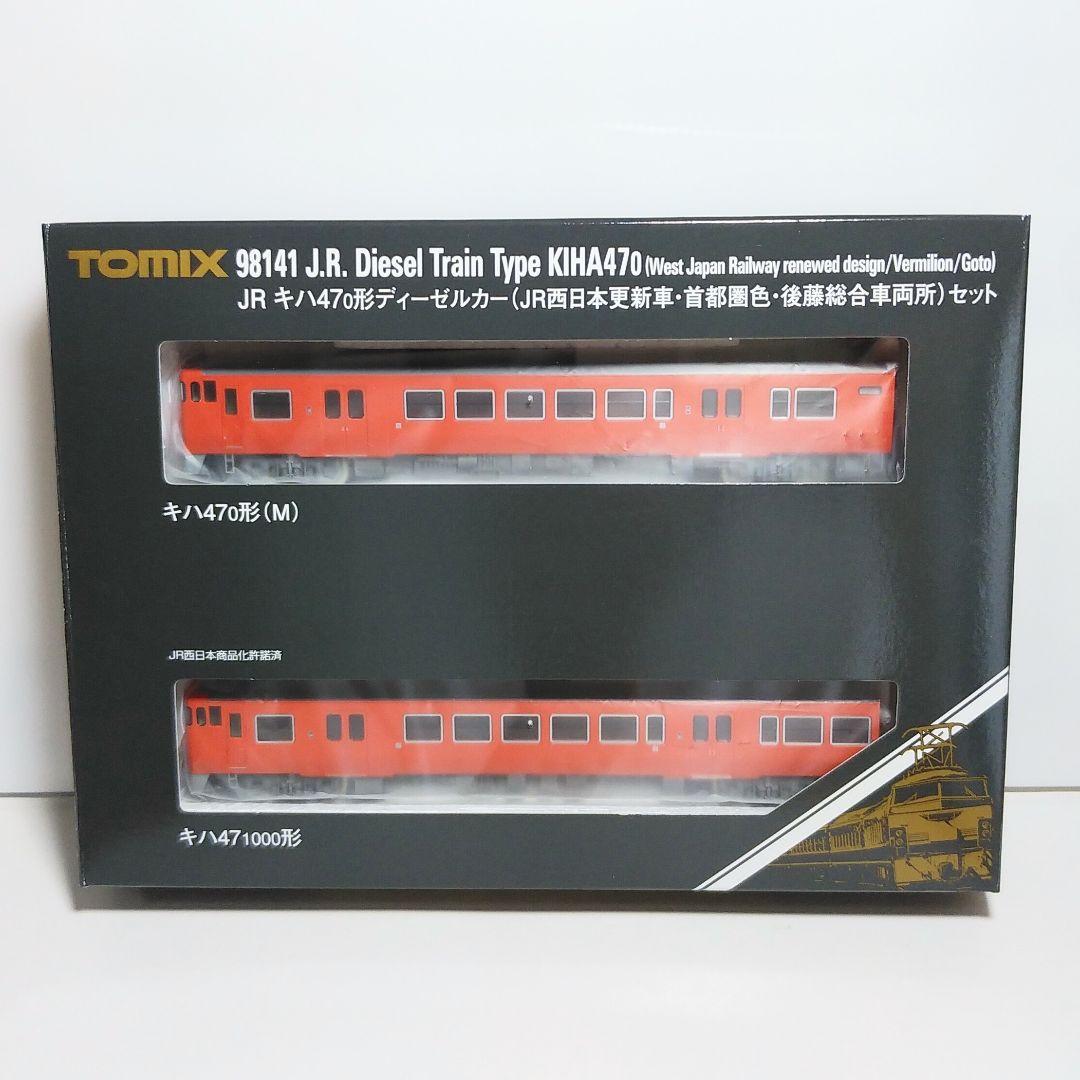 TOMIX 98141 J.R. Diesel Train Type KIHA470 (West Japan Railway renewed design/Vermilion/Goto)
JR キハ470形ディーゼルカー(JR西日本更新車・首都圏色・後藤総合車両所)セット
キハ470形(M)
JR西日本商品化許諾済
キハ471000形